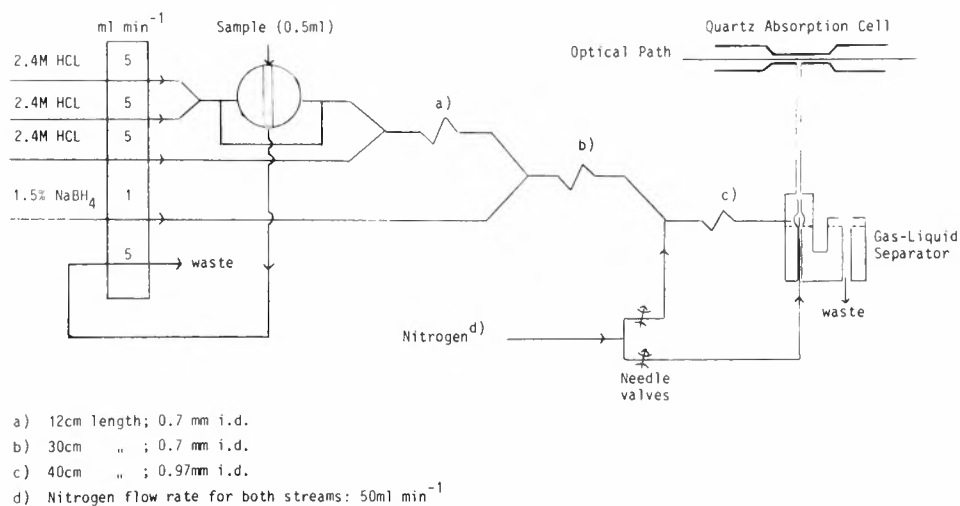 ml min-1
Sample (0.5ml)
Quartz Absorption Cell
Optical Path
2.4M HCL
5
2.4M HCL
5
2.4M HCL
5
1.5% NaBH4
1
5
waste
a)
b)
c)
Gas-Liquid
Separator
waste
Nitrogen d)
Needle
valves
a) 12cm length; 0.7 mm i.d.
b) 30cm „ ; 0.7 mm i.d.
c) 40cm „ ; 0.97mm i.d.
d) Nitrogen flow rate for both streams: 50ml min-1